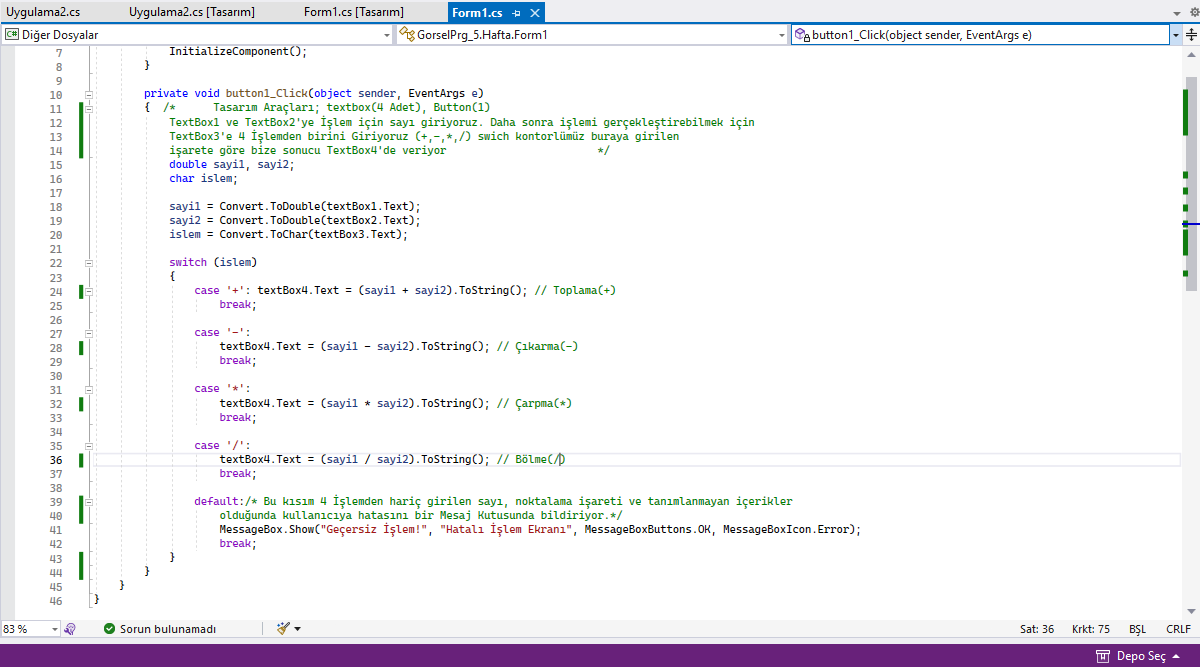 Uygulama2.cs Uygulama2.cs [Tasarım] Form1.cs [Tasarım] Form1.cs
C# Diğer Dosyalar GorselPrg_5.Hafta.Form1 button1_Click(object sender, EventArgs e)
7 InitializeComponent();
8 }
9
10 private void button1_Click(object sender, EventArgs e)
11 { /* Tasarım Araçları; textbox(4 Adet), Button(1)
12 TextBox1 ve TextBox2'ye İşlem için sayı giriyoruz. Daha sonra işlemi gerçekleştirebilmek için
13 TextBox3'e 4 İşlemden birini Giriyoruz (+,-,*,/) swich kontorlümüz buraya girilen
14 işarete göre bize sonucu TextBox4'de veriyor */
15 double sayi1, sayi2;
16 char islem;
17
18 sayi1 = Convert.ToDouble(textBox1.Text);
19 sayi2 = Convert.ToDouble(textBox2.Text);
20 islem = Convert.ToChar(textBox3.Text);
21
22 switch (islem)
23 {
24 case '+': textBox4.Text = (sayi1 + sayi2).ToString(); // Toplama(+)
25 break;
26
27 case '-':
28 textBox4.Text = (sayi1 - sayi2).ToString(); // Çıkarma(-)
29 break;
30
31 case '*':
32 textBox4.Text = (sayi1 * sayi2).ToString(); // Çarpma(*)
33 break;
34
35 case '/':
36 textBox4.Text = (sayi1 / sayi2).ToString(); // Bölme(/)
37 break;
38
39 default:/* Bu kısım 4 İşlemden hariç girilen sayı, noktalama işareti ve tanımlanmayan içerikler
40 olduğunda kullanıcıya hatasını bir Mesaj Kutusunda bildiriyor.*/
41 MessageBox.Show("Geçersiz İşlem!", "Hatalı İşlem Ekranı", MessageBoxButtons.OK, MessageBoxIcon.Error);
42 break;
43 }
44 }
45 }
46 }
83 % Sorun bulunamadı Sat: 36 Krkt: 75 BŞL CRLF
Depo Seç